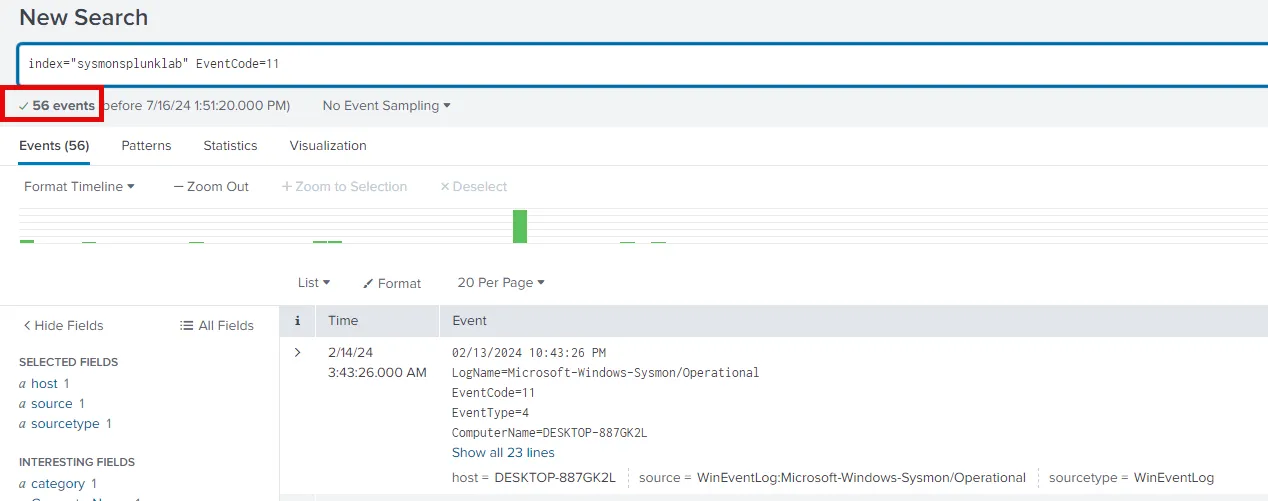 New Search
index="sysmonsplunklab" EventCode=11
56 events before 7/16/24 1:51:20.000 PM) No Event Sampling
Events (56) Patterns Statistics Visualization
Format Timeline — Zoom Out + Zoom to Selection × Deselect
List Format 20 Per Page
Hide Fields All Fields
i Time Event
SELECTED FIELDS
a host 1
a source 1
a sourcetype 1
INTERESTING FIELDS
a category 1
2/14/24
3:43:26.000 AM
02/13/2024 10:43:26 PM
LogName=Microsoft-Windows-Sysmon/Operational
EventCode=11
EventType=4
ComputerName=DESKTOP-887GK2L
Show all 23 lines
host = DESKTOP-887GK2L source = WinEventLog:Microsoft-Windows-Sysmon/Operational sourcetype = WinEventLog